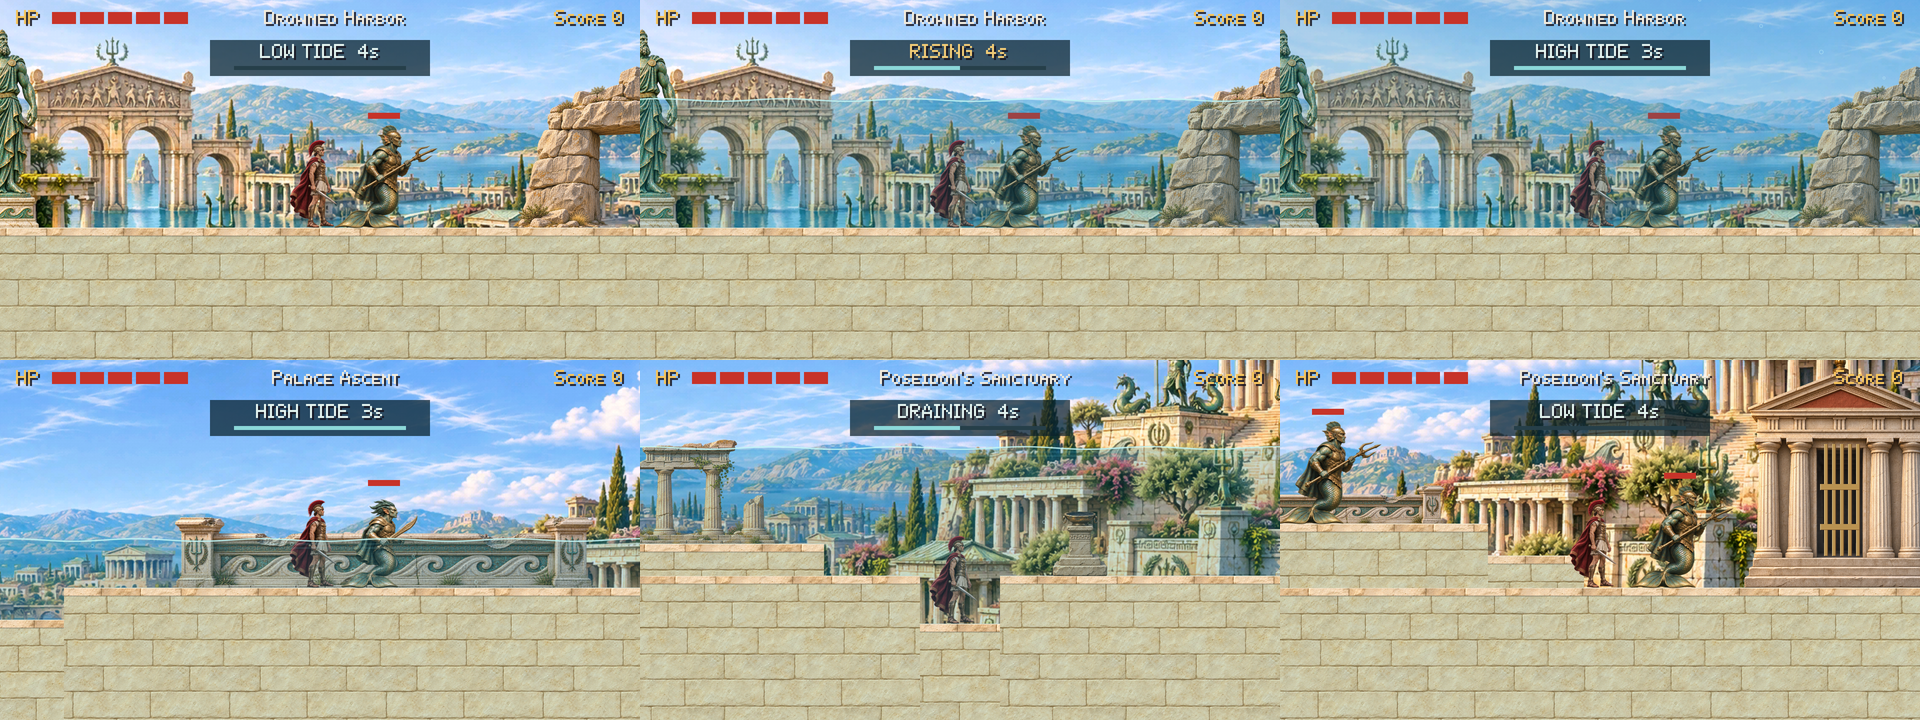 HP Drowned Harbor Score 0
LOW TIDE 4s
HP Drowned Harbor Score 0
RISING 4s
HP Drowned Harbor Score 0
HIGH TIDE 3s
HP Palace Ascent Score 0
HIGH TIDE 3s
HP Poseidon's Sanctuary Score 0
DRAINING 4s
HP Poseidon's Sanctuary Score 0
LOW TIDE 4s